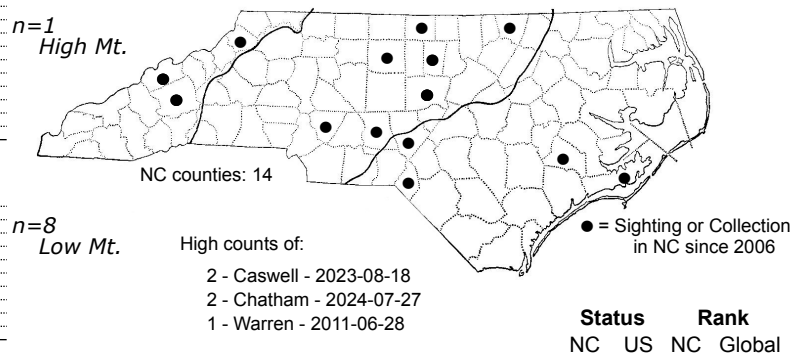 n=1
High Mt.
NC counties: 14
n=8
Low Mt.
High counts of:
2 - Caswell - 2023-08-18
2 - Chatham - 2024-07-27
1 - Warren - 2011-06-28
● = Sighting or Collection
in NC since 2006
Status Rank
NC US NC Global